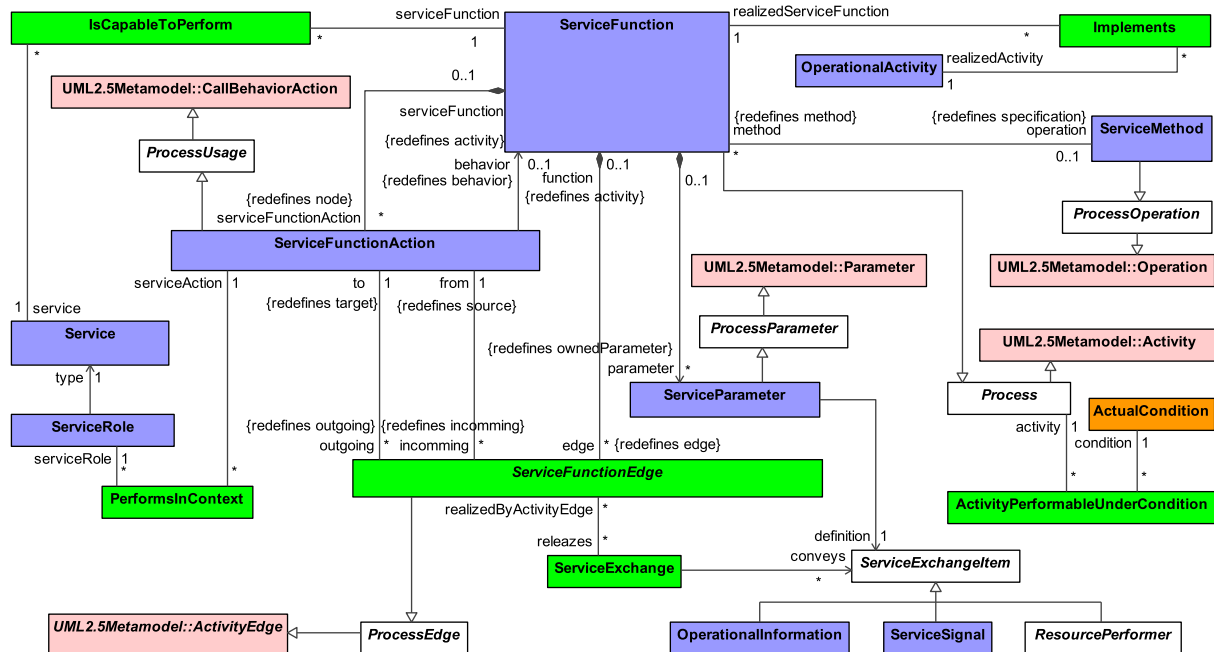 IsCapableToPerform
serviceFunction
ServiceFunction
realizedServiceFunction
Implements
*
1
1
*
*
*
OperationalActivity
realizedActivity
1
UML2.5Metamodel::CallBehaviorAction
0..1
serviceFunction
{redefines activity}
{redefines method}
method
*
{redefines specification}
operation
0..1
ServiceMethod
ProcessUsage
behavior
{redefines behavior}
0..1
function
0..1
{redefines activity}
0..1
{redefines node}
serviceFunctionAction
*
ProcessOperation
ServiceFunctionAction
UML2.5Metamodel::Parameter
UML2.5Metamodel::Operation
serviceAction
1
to
1
{redefines target}
from
1
{redefines source}
1
service
Service
ProcessParameter
UML2.5Metamodel::Activity
{redefines ownedParameter}
parameter
*
type
1
ServiceParameter
Process
ServiceRole
ActualCondition
{redefines outgoing}
outgoing
*
{redefines incomming}
incomming
*
edge
*
{redefines edge}
activity
1
condition
1
serviceRole
1
*
*
*
*
ServiceFunctionEdge
PerformsInContext
ActivityPerformableUnderCondition
realizedByActivityEdge
*
releazes
*
definition
1
conveys
*
ServiceExchange
ServiceExchangeItem
UML2.5Metamodel::ActivityEdge
ProcessEdge
OperationalInformation
ServiceSignal
ResourcePerformer